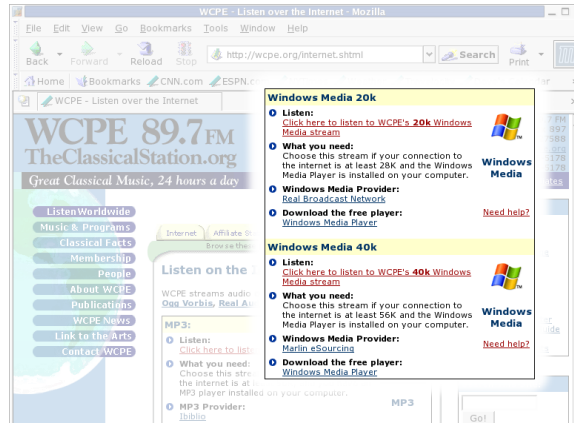 WCPE - Listen over the Internet - Mozilla
File Edit View Go Bookmarks Tools Window Help
Back Forward Reload Stop http://wcpe.org/internet.shtml Search Print
Home Bookmarks CNN.com ESPN.c
WCPE - Listen over the Internet
WCPE 89.7 FM
TheClassicalStation.org
Great Classical Music, 24 hours a day
ListenWorldwide
Music & Programs
Classical Facts
Membership
People
About WCPE
Publications
WCPE News
Link to the Arts
Contact WCPE
Internet Affiliate S
Browse the
Listen on the
WCPE streams audio
Ogg Vorbis, Real Au
MP3:
Listen:
Click here to list
What you need:
Choose this stre
the internet is at
MP3 player installed on your computer.
MP3 Provider:
Ibiblio
MP3
Windows Media 20k
Listen:
Click here to listen to WCPE's 20k Windows
Media stream
What you need:
Choose this stream if your connection to
the internet is at least 28K and the Windows
Media Player is installed on your computer.
Windows Media Provider:
Real Broadcast Network
Download the free player:
Windows Media Player
Windows
Media
Need help?
Windows Media 40k
Listen:
Click here to listen to WCPE's 40k Windows
Media stream
What you need:
Choose this stream if your connection to
the internet is at least 56K and the Windows
Media Player is installed on your computer.
Windows Media Provider:
Marlin eSourcing
Download the free player:
Windows Media Player
Windows
Media
Need help?
Go!